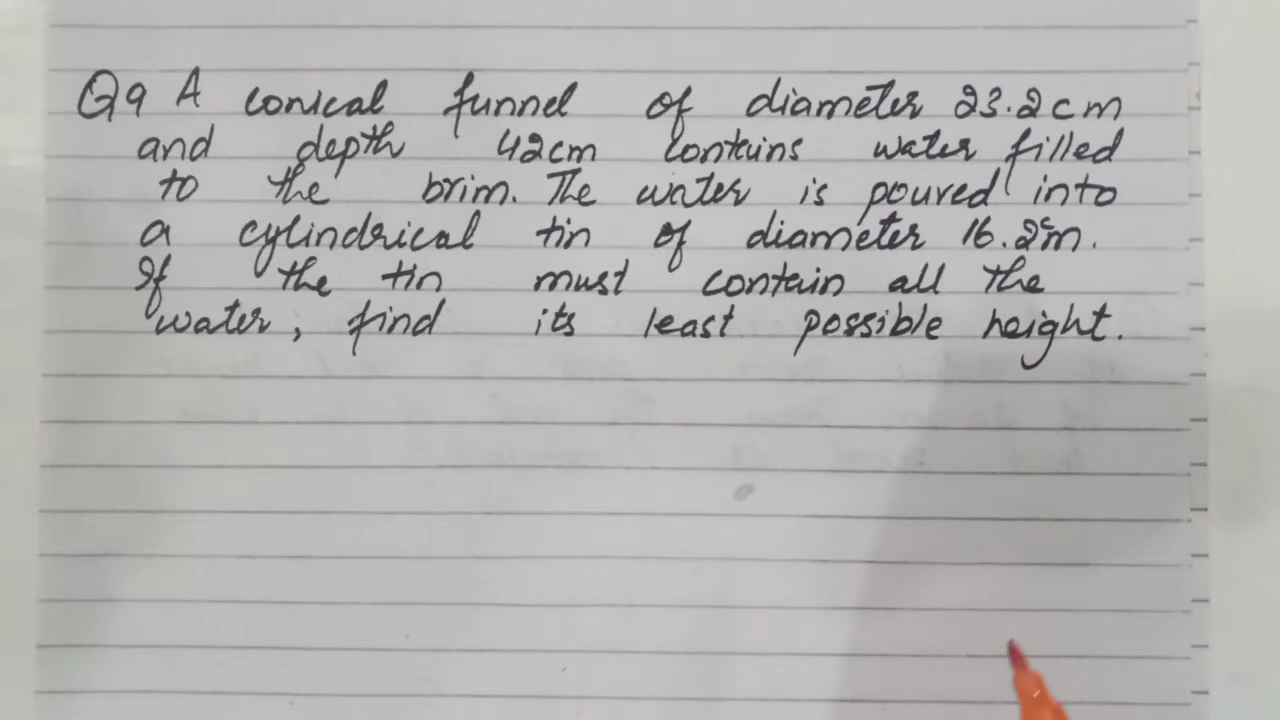 Q9 A conical funnel of diameter 23.2cm
and depth 42cm contains water filled
to the brim. The water is poured into
a cylindrical tin of diameter 16.2cm.
If the tin must contain all the
water, find its least possible height.